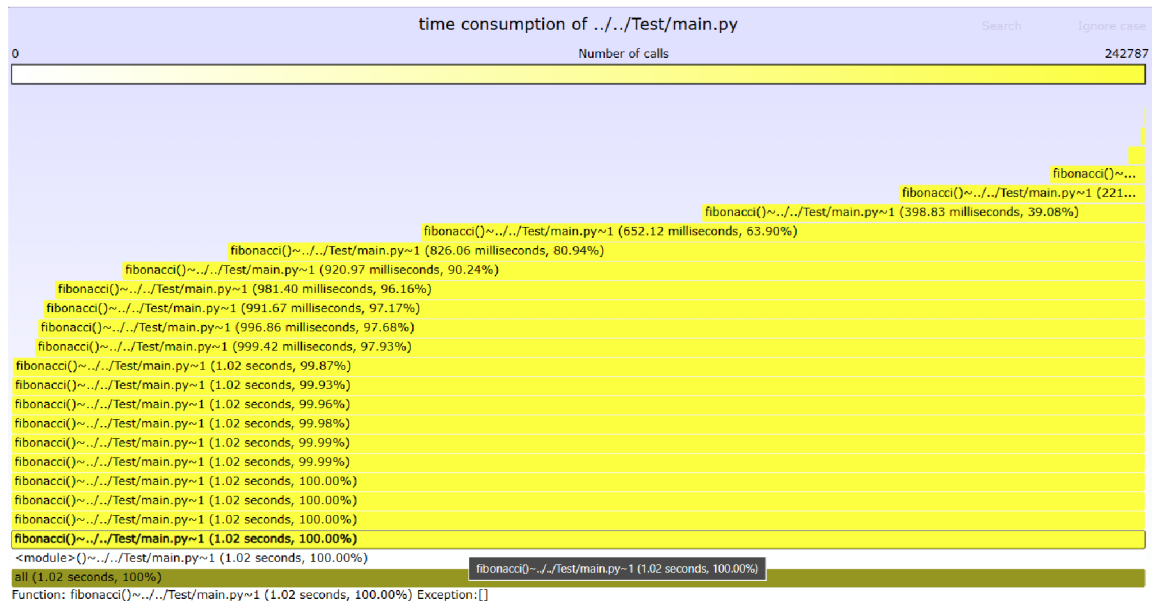 time consumption of ../../Test/main.py
Search
Ignore case
0
Number of calls
242787
fibonacci()~...
fibonacci()~../../Test/main.py~1 (221...
fibonacci()~../../Test/main.py~1 (398.83 milliseconds, 39.08%)
fibonacci()~../../Test/main.py~1 (652.12 milliseconds, 63.90%)
fibonacci()~../../Test/main.py~1 (826.06 milliseconds, 80.94%)
fibonacci()~../../Test/main.py~1 (920.97 milliseconds, 90.24%)
fibonacci()~../../Test/main.py~1 (981.40 milliseconds, 96.16%)
fibonacci()~../../Test/main.py~1 (991.67 milliseconds, 97.17%)
fibonacci()~../../Test/main.py~1 (996.86 milliseconds, 97.68%)
fibonacci()~../../Test/main.py~1 (999.42 milliseconds, 97.93%)
fibonacci()~../../Test/main.py~1 (1.02 seconds, 99.87%)
fibonacci()~../../Test/main.py~1 (1.02 seconds, 99.93%)
fibonacci()~../../Test/main.py~1 (1.02 seconds, 99.96%)
fibonacci()~../../Test/main.py~1 (1.02 seconds, 99.98%)
fibonacci()~../../Test/main.py~1 (1.02 seconds, 99.99%)
fibonacci()~../../Test/main.py~1 (1.02 seconds, 99.99%)
fibonacci()~../../Test/main.py~1 (1.02 seconds, 100.00%)
fibonacci()~../../Test/main.py~1 (1.02 seconds, 100.00%)
fibonacci()~../../Test/main.py~1 (1.02 seconds, 100.00%)
fibonacci()~../../Test/main.py~1 (1.02 seconds, 100.00%)
<module>()~../../Test/main.py~1 (1.02 seconds, 100.00%)
fibonacci()~../../Test/main.py~1 (1.02 seconds, 100.00%)
all (1.02 seconds, 100%)
Function: fibonacci()~../../Test/main.py~1 (1.02 seconds, 100.00%) Exception:[]